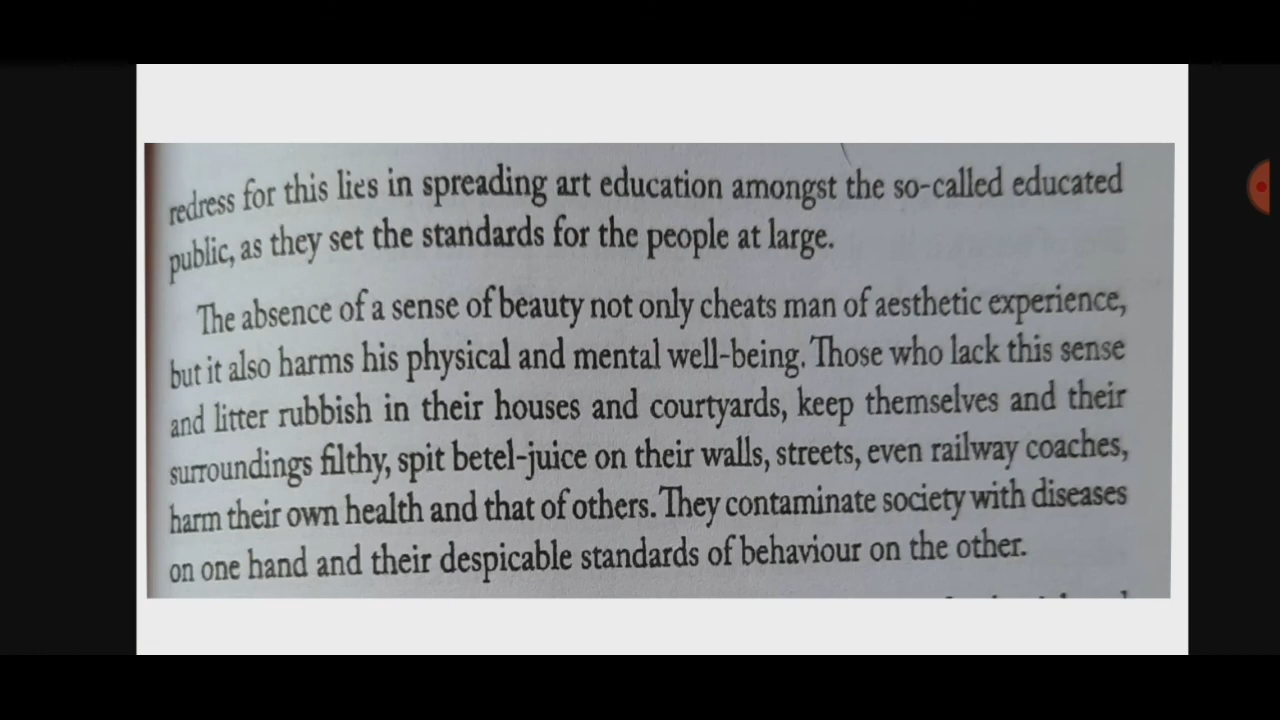 redress for this lies in spreading art education amongst the so-called educated
public, as they set the standards for the people at large.
The absence of a sense of beauty not only cheats man of aesthetic experience,
but it also harms his physical and mental well-being. Those who lack this sense
and litter rubbish in their houses and courtyards, keep themselves and their
surroundings filthy, spit betel-juice on their walls, streets, even railway coaches,
harm their own health and that of others. They contaminate society with diseases
on one hand and their despicable standards of behaviour on the other.